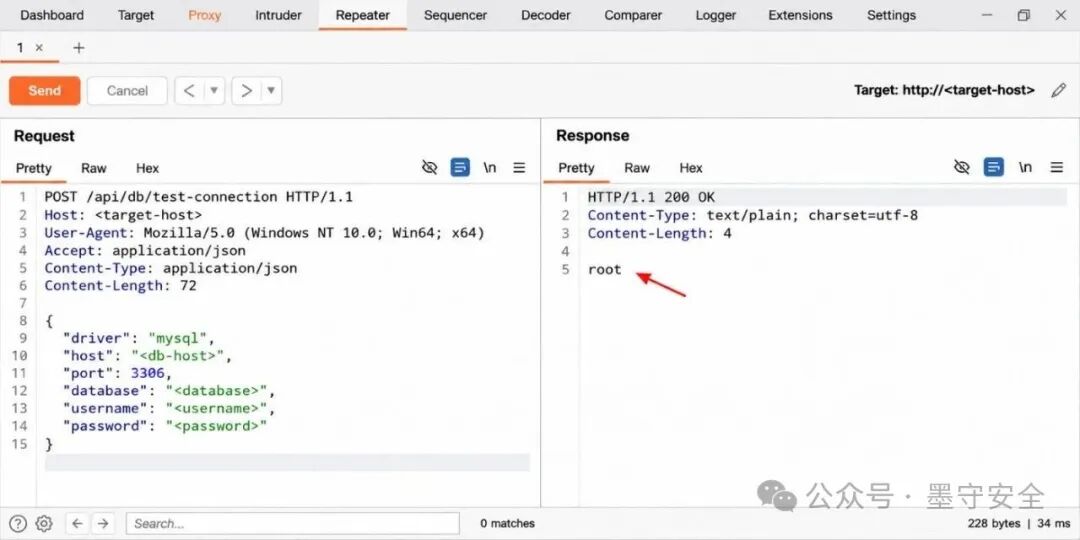 Dashboard Target Proxy Intruder Repeater Sequencer Decoder Comparer Logger Extensions Settings
1 × +
Send Cancel < >
Target: http://<target-host>
Request
Pretty Raw Hex \n
1 POST /api/db/test-connection HTTP/1.1
2 Host: <target-host>
3 User-Agent: Mozilla/5.0 (Windows NT 10.0; Win64; x64)
4 Accept: application/json
5 Content-Type: application/json
6 Content-Length: 72
7
8 {
9 "driver": "mysql",
10 "host": "<db-host>",
11 "port": 3306,
12 "database": "<database>",
13 "username": "<username>",
14 "password": "<password>"
15 }
Response
Pretty Raw Hex \n
1 HTTP/1.1 200 OK
2 Content-Type: text/plain; charset=utf-8
3 Content-Length: 4
4
5 root
公众号 · 墨守安全
Search... 0 matches
228 bytes | 34 ms